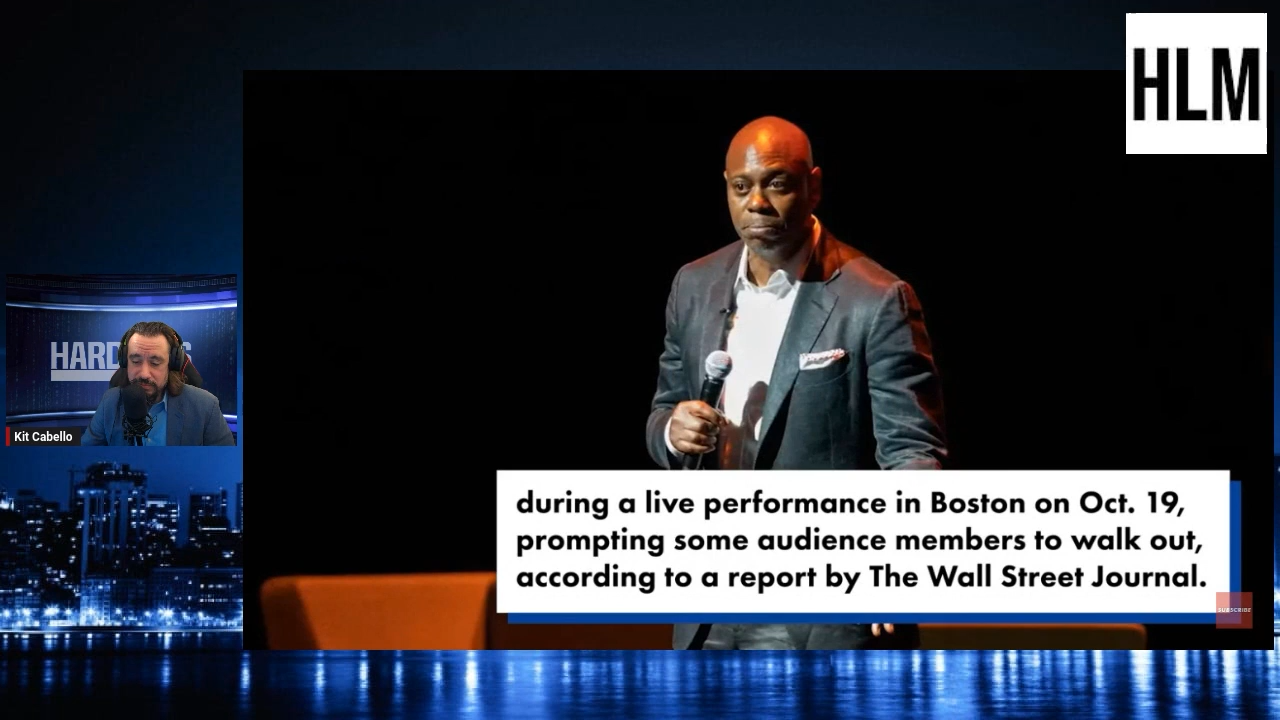 HLM
HARD
Kit Cabello
during a live performance in Boston on Oct. 19,
prompting some audience members to walk out,
according to a report by The Wall Street Journal.
SUBSCRIBE